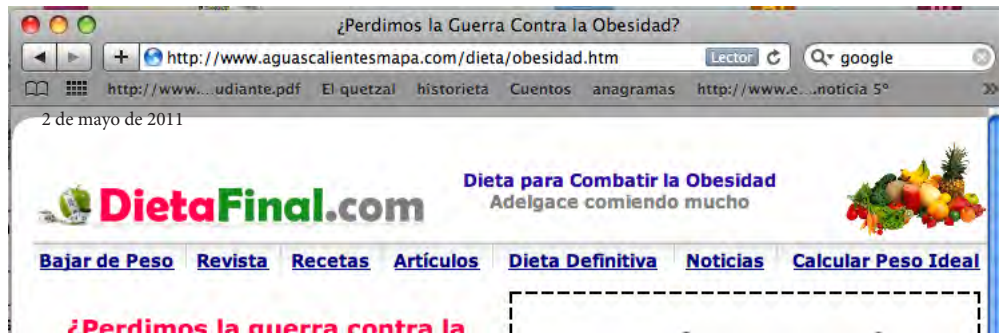 ¿Perdimos la Guerra Contra la Obesidad?
http://www.aguascalientesmapa.com/dieta/obesidad.htm Lector google
http://www....udiante.pdf El quetzal historieta Cuentos anagramas http://www.e...noticia 5°
2 de mayo de 2011
Dieta para Combatir la Obesidad
DietaFinal.com Adelgace comiendo mucho
Bajar de Peso Revista Recetas Artículos Dieta Definitiva Noticias Calcular Peso Ideal
¿Perdimos la guerra contra la